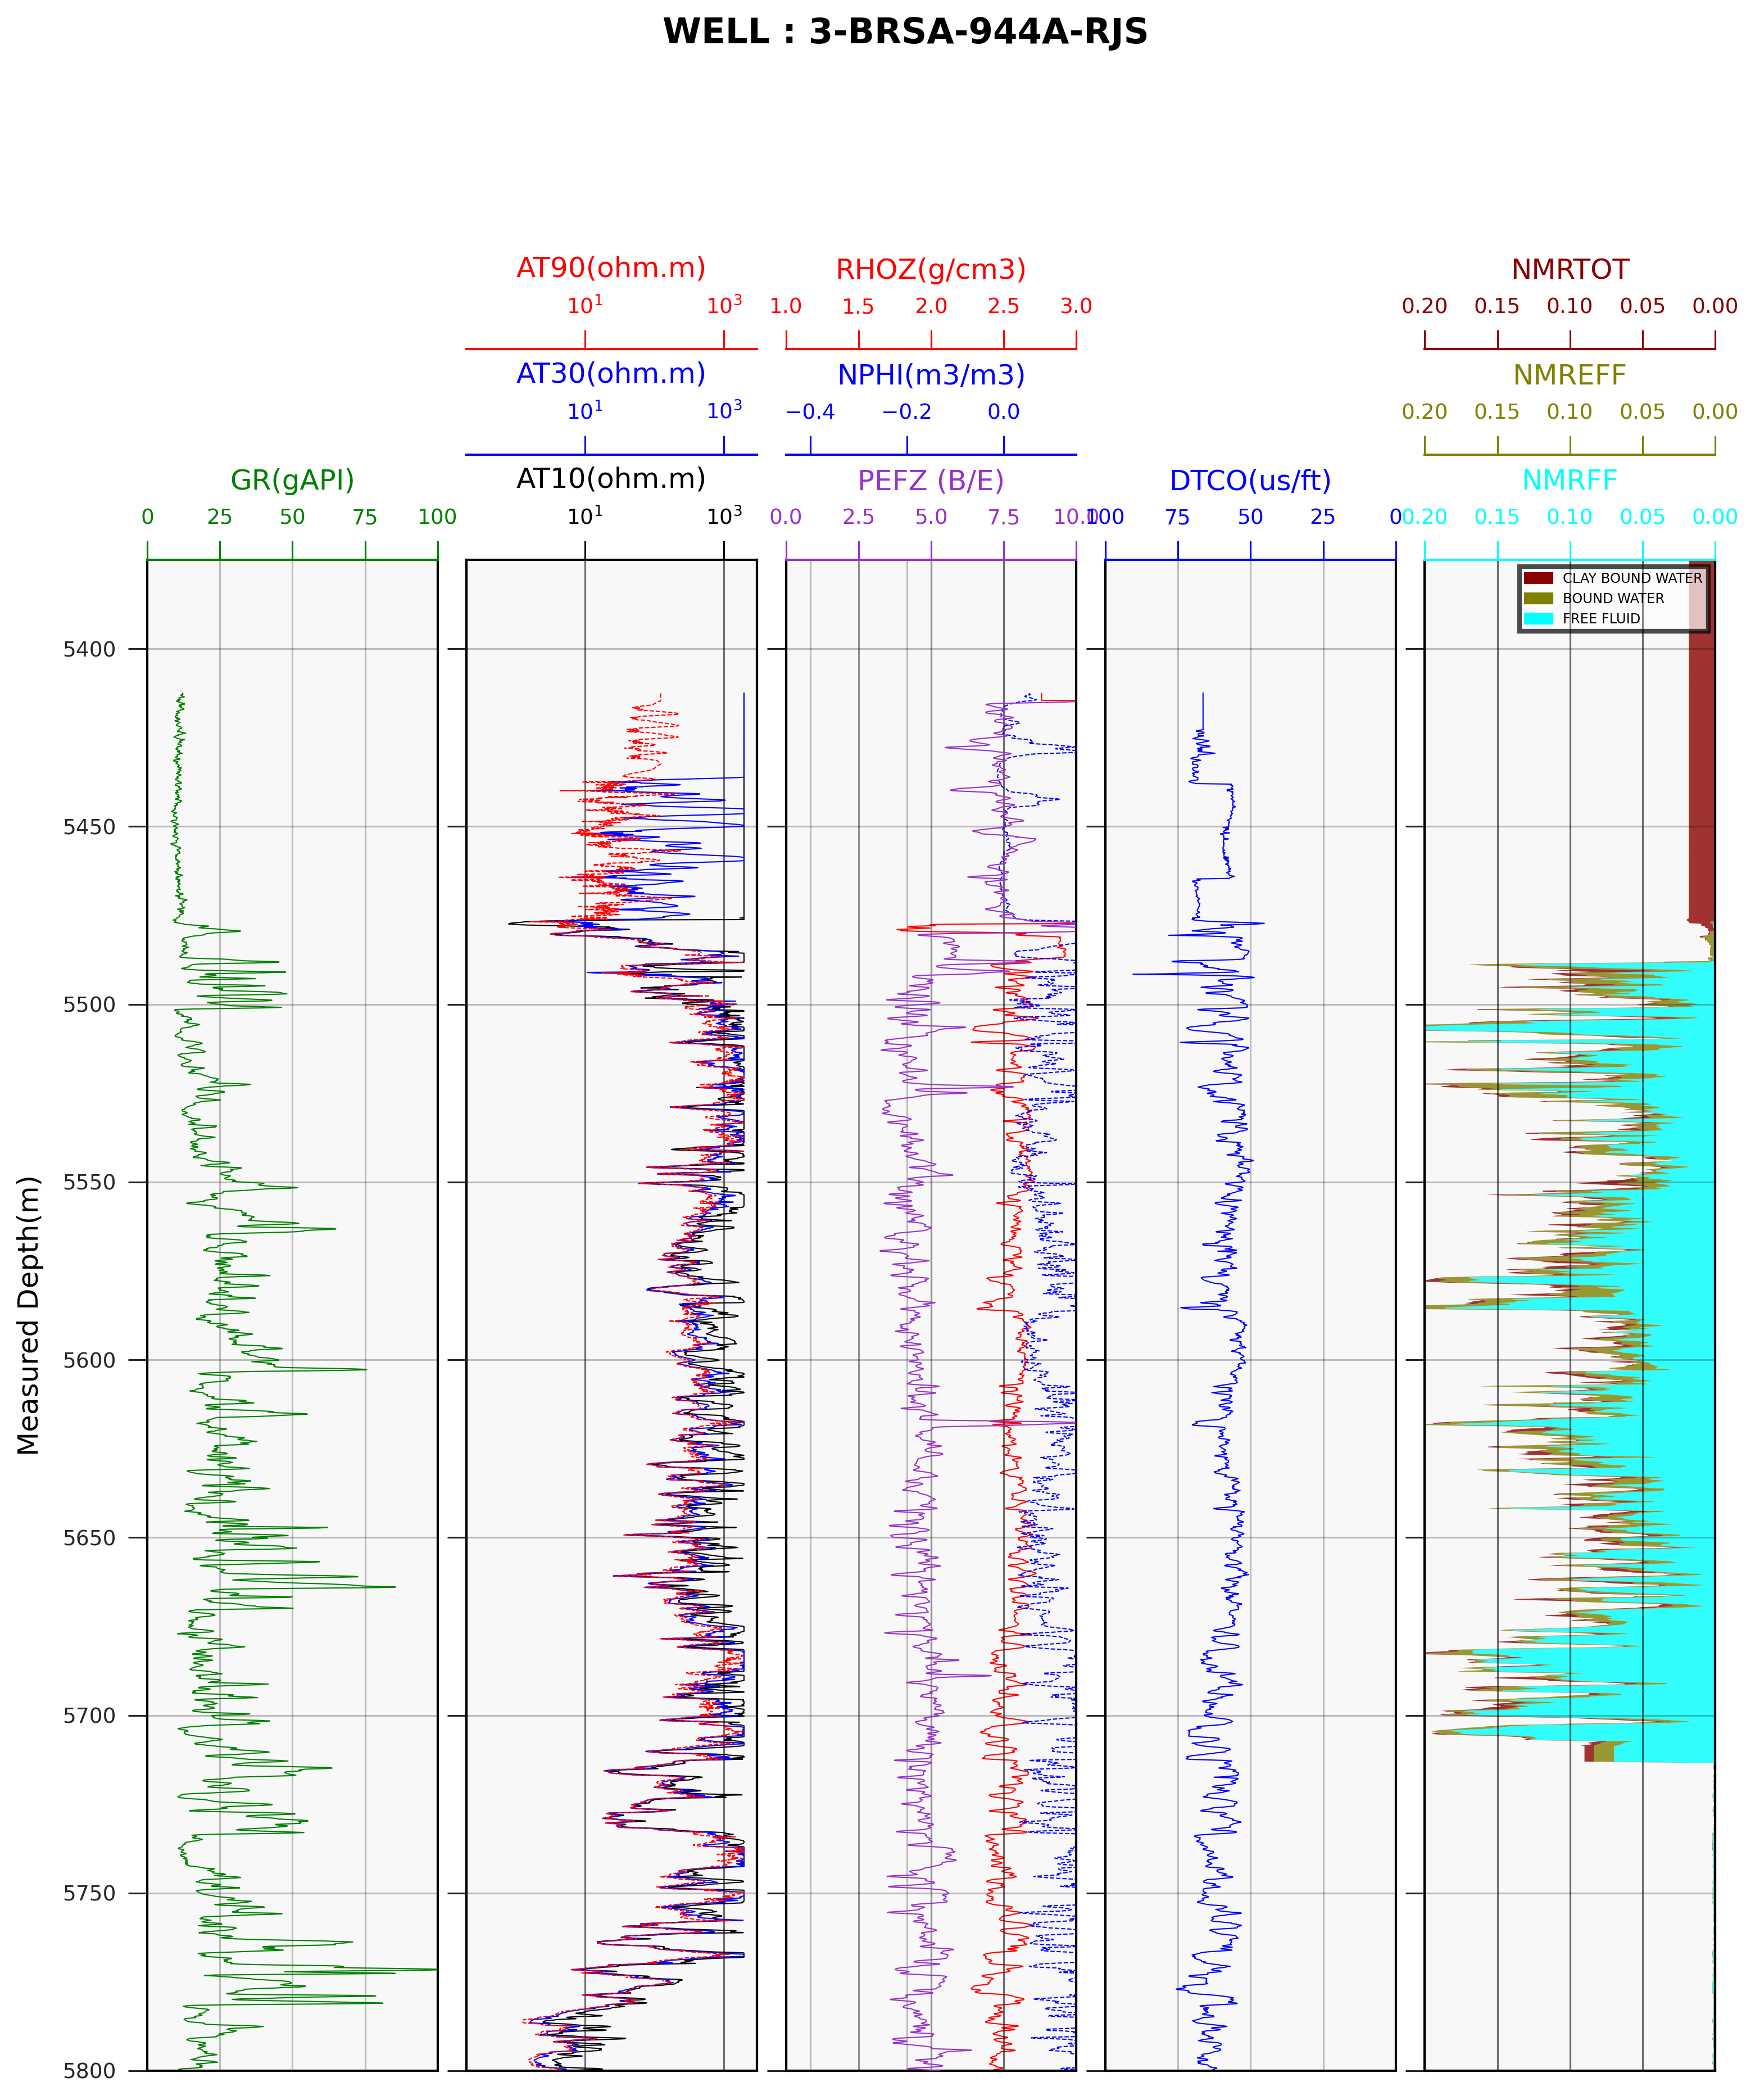 WELL : 3-BRSA-944A-RJS
AT90(ohm.m) RHOZ(g/cm3) NMRTOT
10¹ 10³ 1.0 1.5 2.0 2.5 3.0 0.20 0.15 0.10 0.05 0.00
AT30(ohm.m) NPHI(m3/m3) NMREFF
10¹ 10³ −0.4 −0.2 0.0 0.20 0.15 0.10 0.05 0.00
GR(gAPI) AT10(ohm.m) PEFZ (B/E) DTCO(us/ft) NMRFF
0 25 50 75 100 10¹ 10³ 0.0 2.5 5.0 7.5 10.0 100 75 50 25 0 0.20 0.15 0.10 0.05 0.00
CLAY BOUND WATER
BOUND WATER
FREE FLUID
Measured Depth(m)
5400
5450
5500
5550
5600
5650
5700
5750
5800